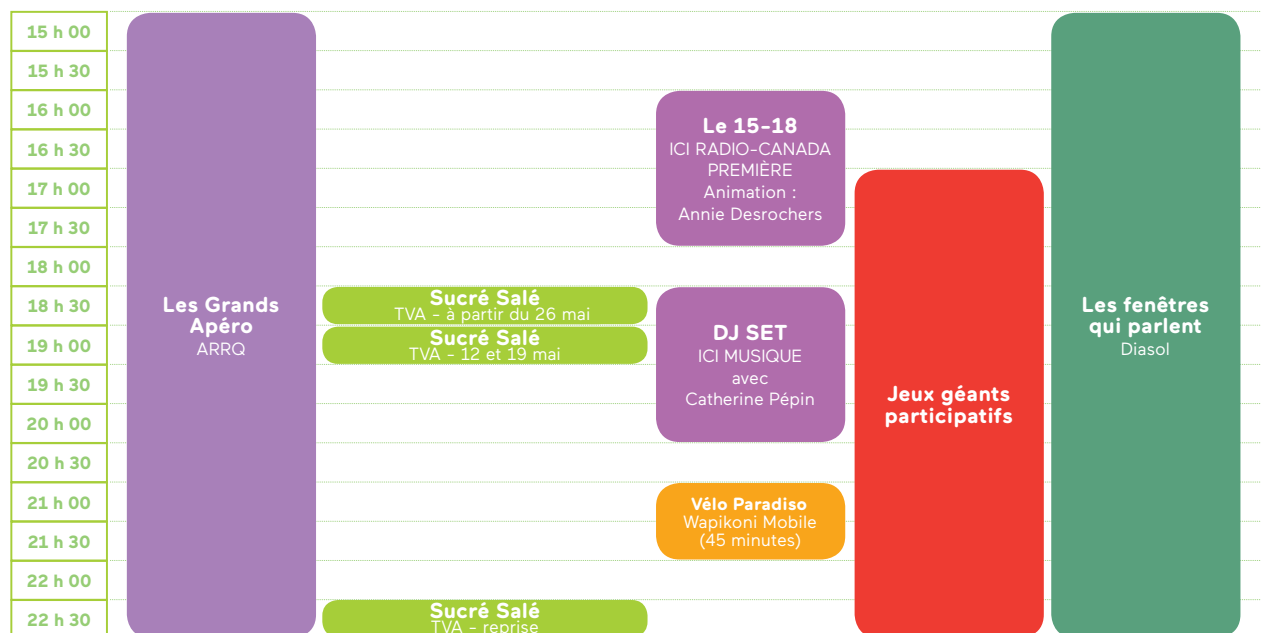 15 h 00
15 h 30
16 h 00
16 h 30
17 h 00
17 h 30
18 h 00
18 h 30
19 h 00
19 h 30
20 h 00
20 h 30
21 h 00
21 h 30
22 h 00
22 h 30
Les Grands
Apéro
ARRQ
Sucré Salé
TVA - à partir du 26 mai
Sucré Salé
TVA - 12 et 19 mai
Sucré Salé
TVA - reprise
Le 15-18
ICI RADIO-CANADA
PREMIÈRE
Animation :
Annie Desrochers
DJ SET
ICI MUSIQUE
avec
Catherine Pépin
Vélo Paradiso
Wapikoni Mobile
(45 minutes)
Jeux géants
participatifs
Les fenêtres
qui parlent
Diasol